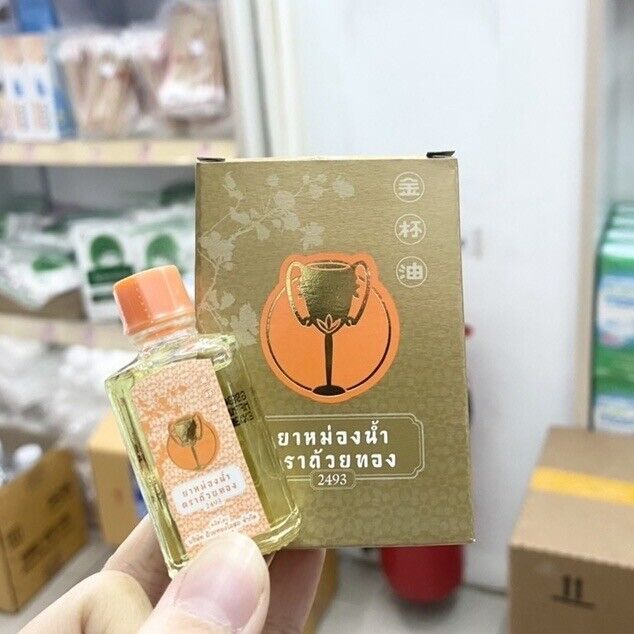 金
杯
油
ยาหม่องน้ำ
ราถ้วยทอง
2493
ยาหม่องน้ำ
ตราถ้วยทอง
2493